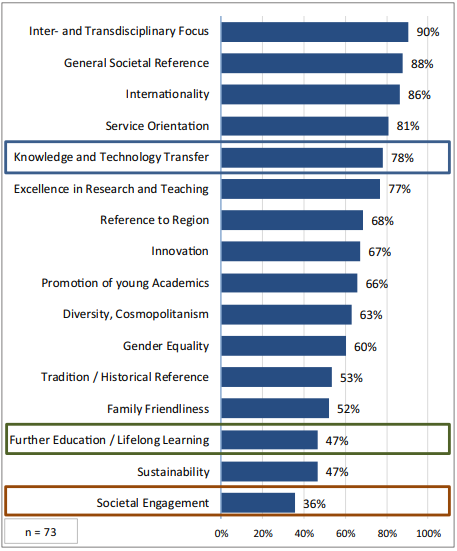 Inter- and Transdisciplinary Focus 90%
General Societal Reference 88%
Internationality 86%
Service Orientation 81%
Knowledge and Technology Transfer 78%
Excellence in Research and Teaching 77%
Reference to Region 68%
Innovation 67%
Promotion of young Academics 66%
Diversity, Cosmopolitanism 63%
Gender Equality 60%
Tradition / Historical Reference 53%
Family Friendliness 52%
Further Education / Lifelong Learning 47%
Sustainability 47%
Societal Engagement 36%
n = 73 0% 20% 40% 60% 80% 100%